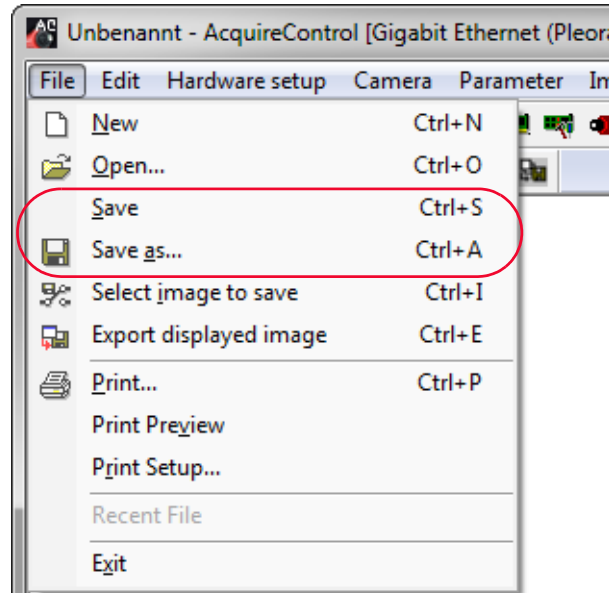 AC Unbenannt - AcquireControl [Gigabit Ethernet (Pleora
File Edit Hardware setup Camera Parameter Im
New Ctrl+N
Open... Ctrl+O
Save Ctrl+S
Save as... Ctrl+A
Select image to save Ctrl+I
Export displayed image Ctrl+E
Print... Ctrl+P
Print Preview
Print Setup...
Recent File
Exit